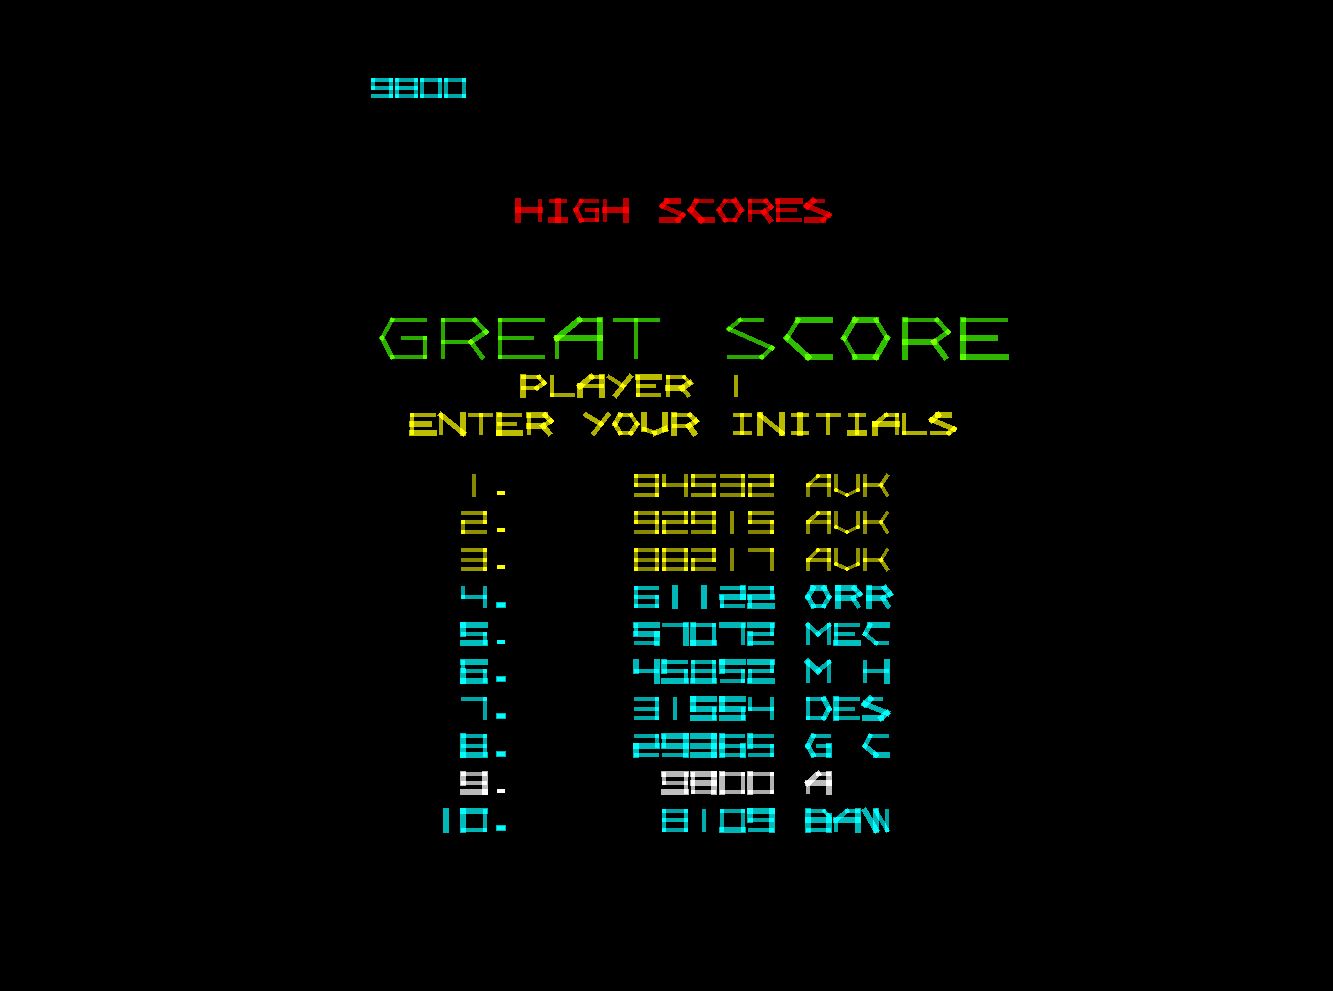 9800
HIGH SCORES
GREAT SCORE
PLAYER 1
ENTER YOUR INITIALS
1. 94532 AVK
2. 92915 AVK
3. 88217 AVK
4. 61122 ORR
5. 57072 MEC
6. 45852 M H
7. 31554 DES
8. 29365 G C
9. 9800 A
10. 8109 BAW